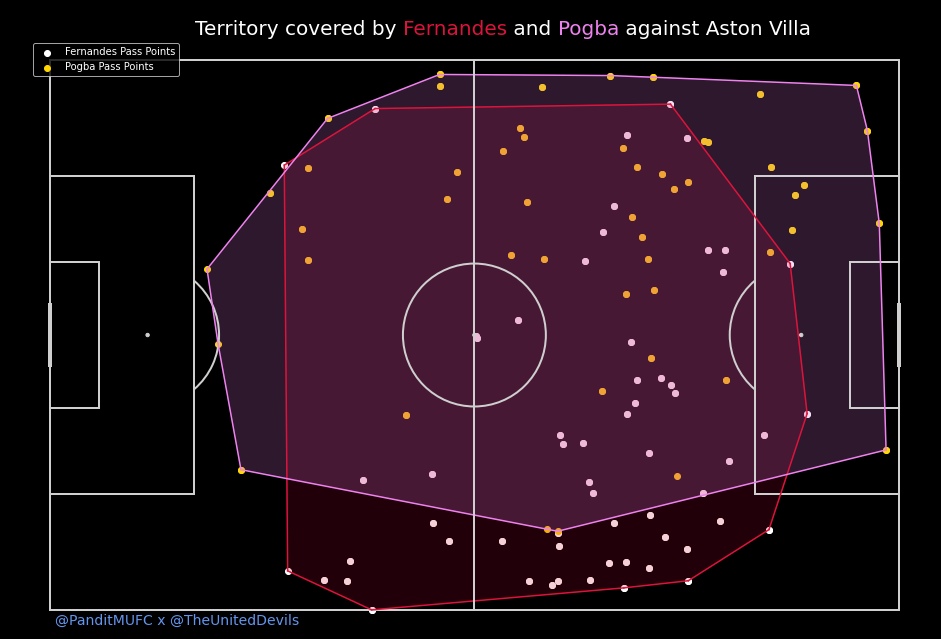 Territory covered by Fernandes and Pogba against Aston Villa
Fernandes Pass Points
Pogba Pass Points
@PanditMUFC x @TheUnitedDevils